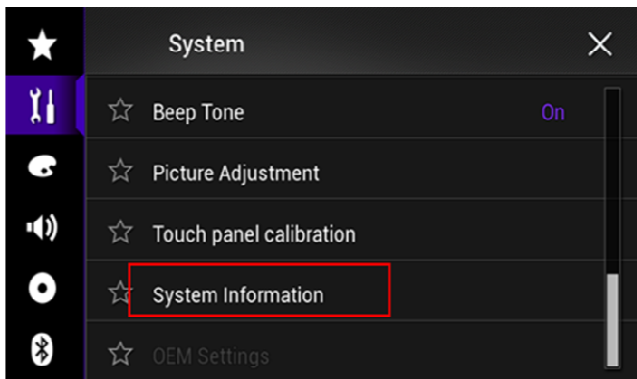 System
Beep Tone On
Picture Adjustment
Touch panel calibration
System Information
OEM Settings